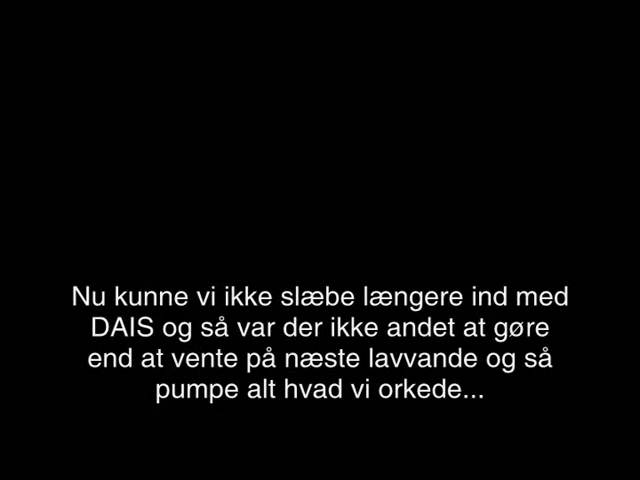 Nu kunne vi ikke slæbe længere ind med
DAIS og så var der ikke andet at gøre
end at vente på næste lavvande og så
pumpe alt hvad vi orkede...